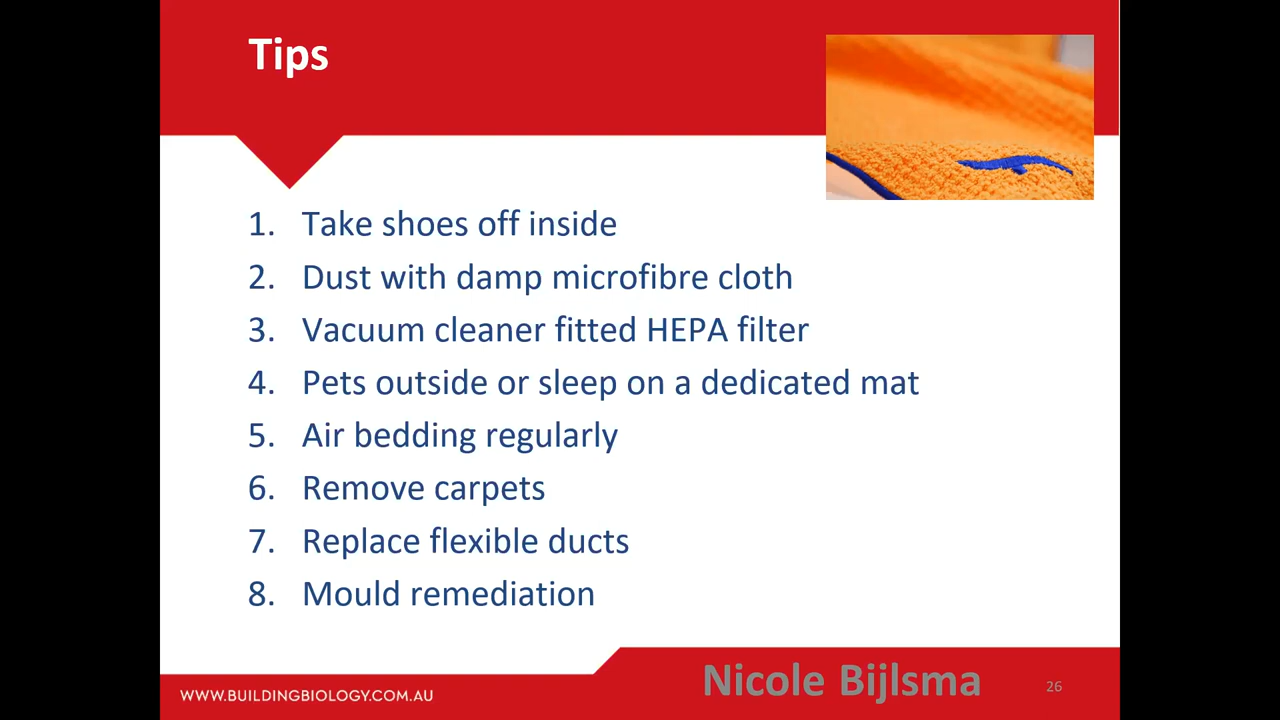 Tips
1. Take shoes off inside
2. Dust with damp microfibre cloth
3. Vacuum cleaner fitted HEPA filter
4. Pets outside or sleep on a dedicated mat
5. Air bedding regularly
6. Remove carpets
7. Replace flexible ducts
8. Mould remediation
WWW.BUILDINGBIOLOGY.COM.AU
Nicole Bijlsma
26